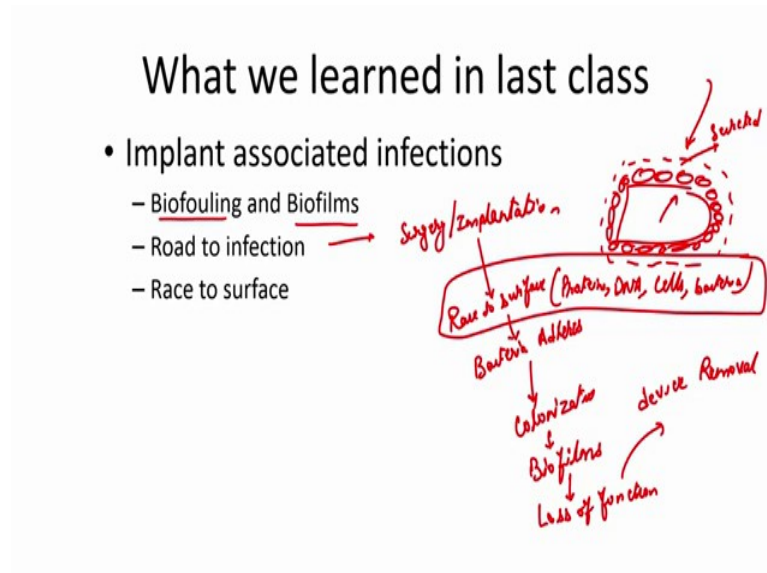 What we learned in last class
• Implant associated infections
– Biofouling and Biofilms
– Road to infection
– Race to surface
Surgery/Implantation
Race to surface (Proteins, DNA, Cells, bacteria)
Bacteria Adheres
Colonization
Biofilms
Loss of function
device Removal